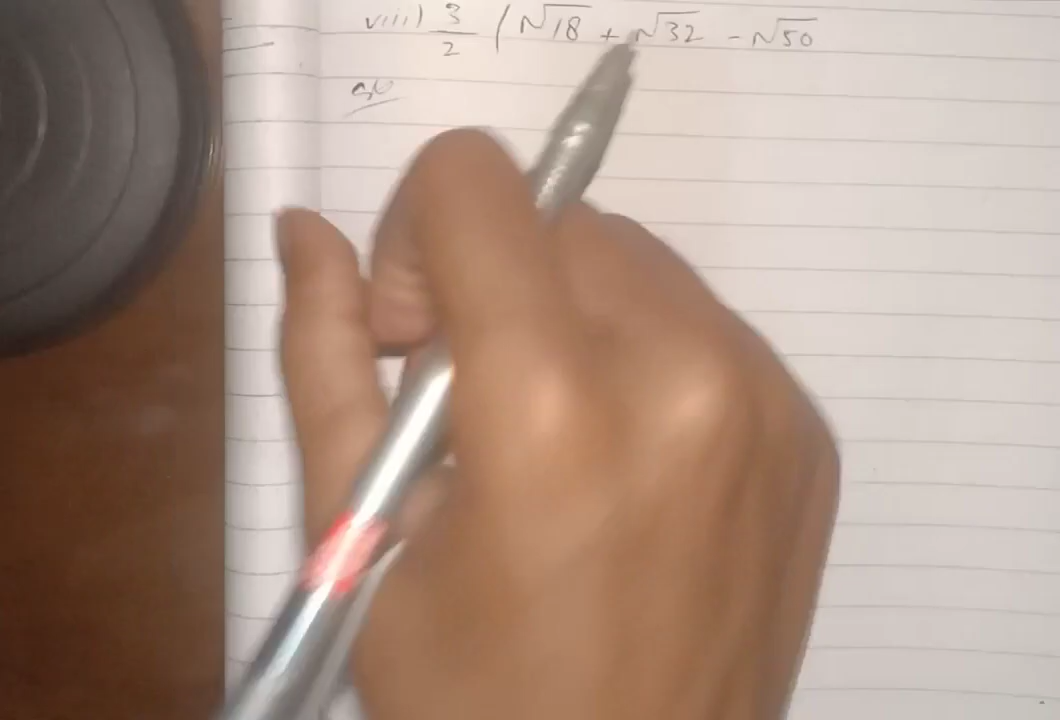 viii) 3/2 (√18 + √32 - √50